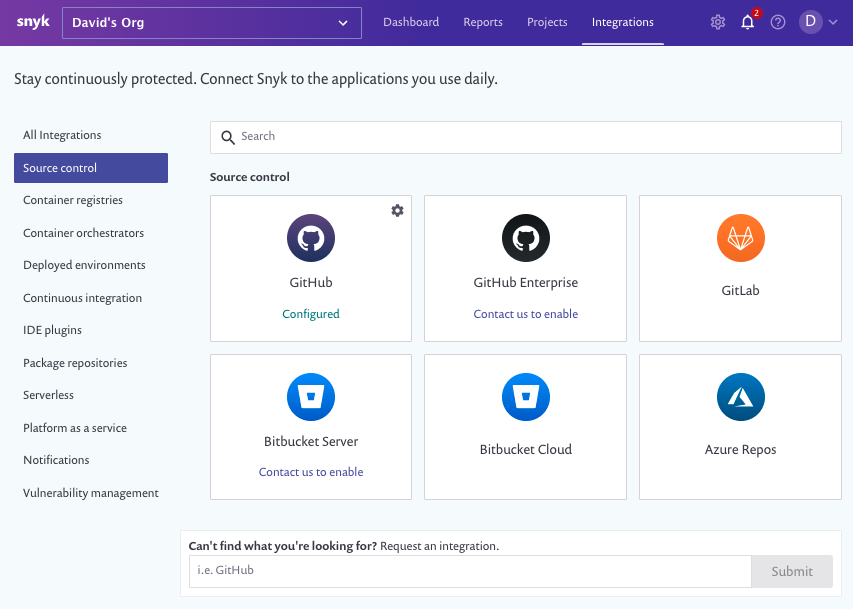 snyk David's Org Dashboard Reports Projects Integrations 2 D
Stay continuously protected. Connect Snyk to the applications you use daily.
All Integrations
Source control
Container registries
Container orchestrators
Deployed environments
Continuous integration
IDE plugins
Package repositories
Serverless
Platform as a service
Notifications
Vulnerability management
Search
Source control
GitHub
Configured
GitHub Enterprise
Contact us to enable
GitLab
Bitbucket Server
Contact us to enable
Bitbucket Cloud
Azure Repos
Can't find what you're looking for? Request an integration.
i.e. GitHub Submit